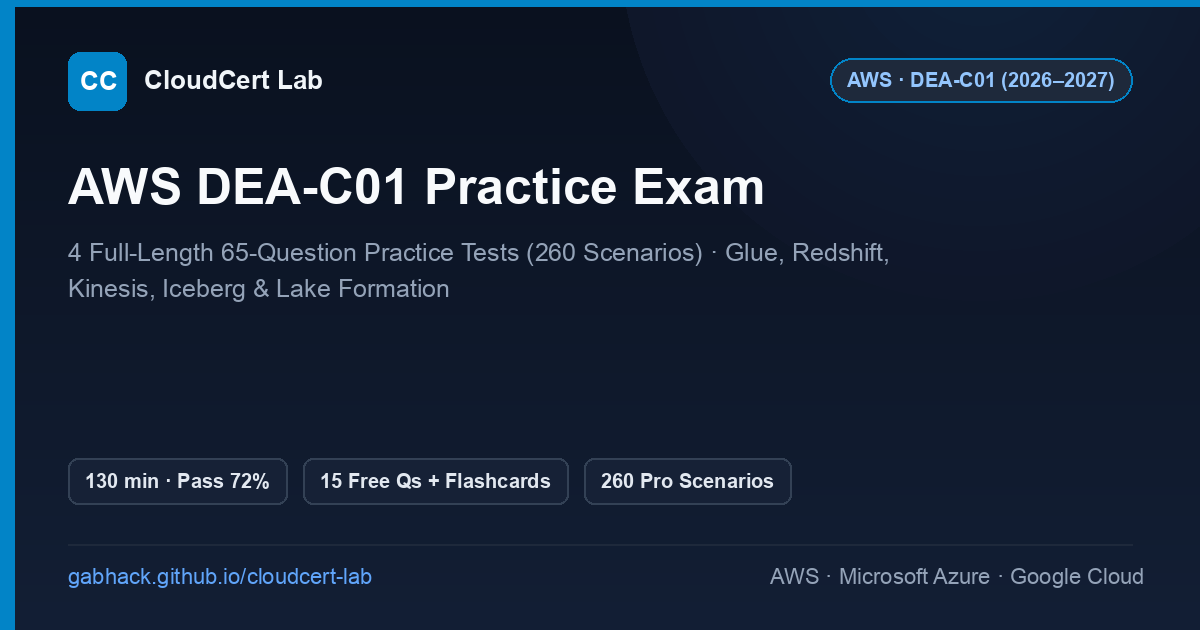 CC
CloudCert Lab
AWS · DEA-C01 (2026–2027)
AWS DEA-C01 Practice Exam
4 Full-Length 65-Question Practice Tests (260 Scenarios) · Glue, Redshift,
Kinesis, Iceberg & Lake Formation
130 min · Pass 72%
15 Free Qs + Flashcards
260 Pro Scenarios
gabhack.github.io/cloudcert-lab
AWS · Microsoft Azure · Google Cloud